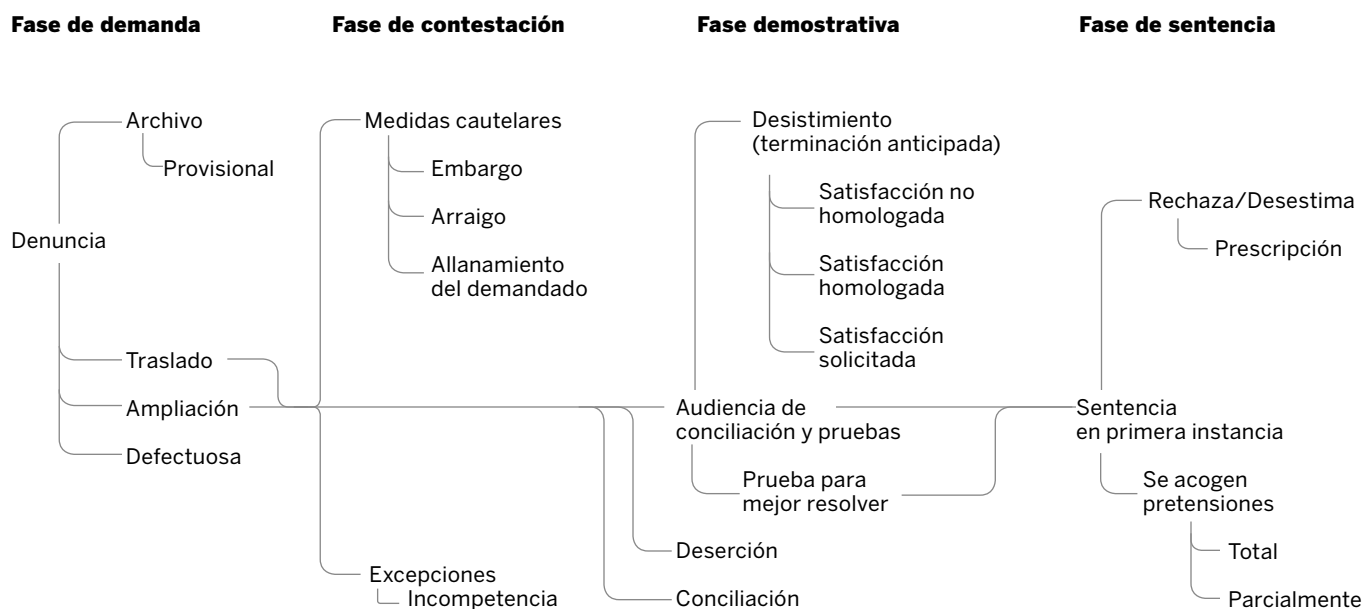 Fase de demanda
Fase de contestación
Fase demostrativa
Fase de sentencia
Archivo
Provisional
Denuncia
Traslado
Ampliación
Defectuosa
Medidas cautelares
Embargo
Arraigo
Allanamiento
del demandado
Excepciones
Incompetencia
Desistimiento
(terminación anticipada)
Satisfacción no
homologada
Satisfacción
homologada
Satisfacción
solicitada
Audiencia de
conciliación y pruebas
Prueba para
mejor resolver
Deserción
Conciliación
Rechaza/Desestima
Prescripción
Sentencia
en primera instancia
Se acogen
pretensiones
Total
Parcialmente